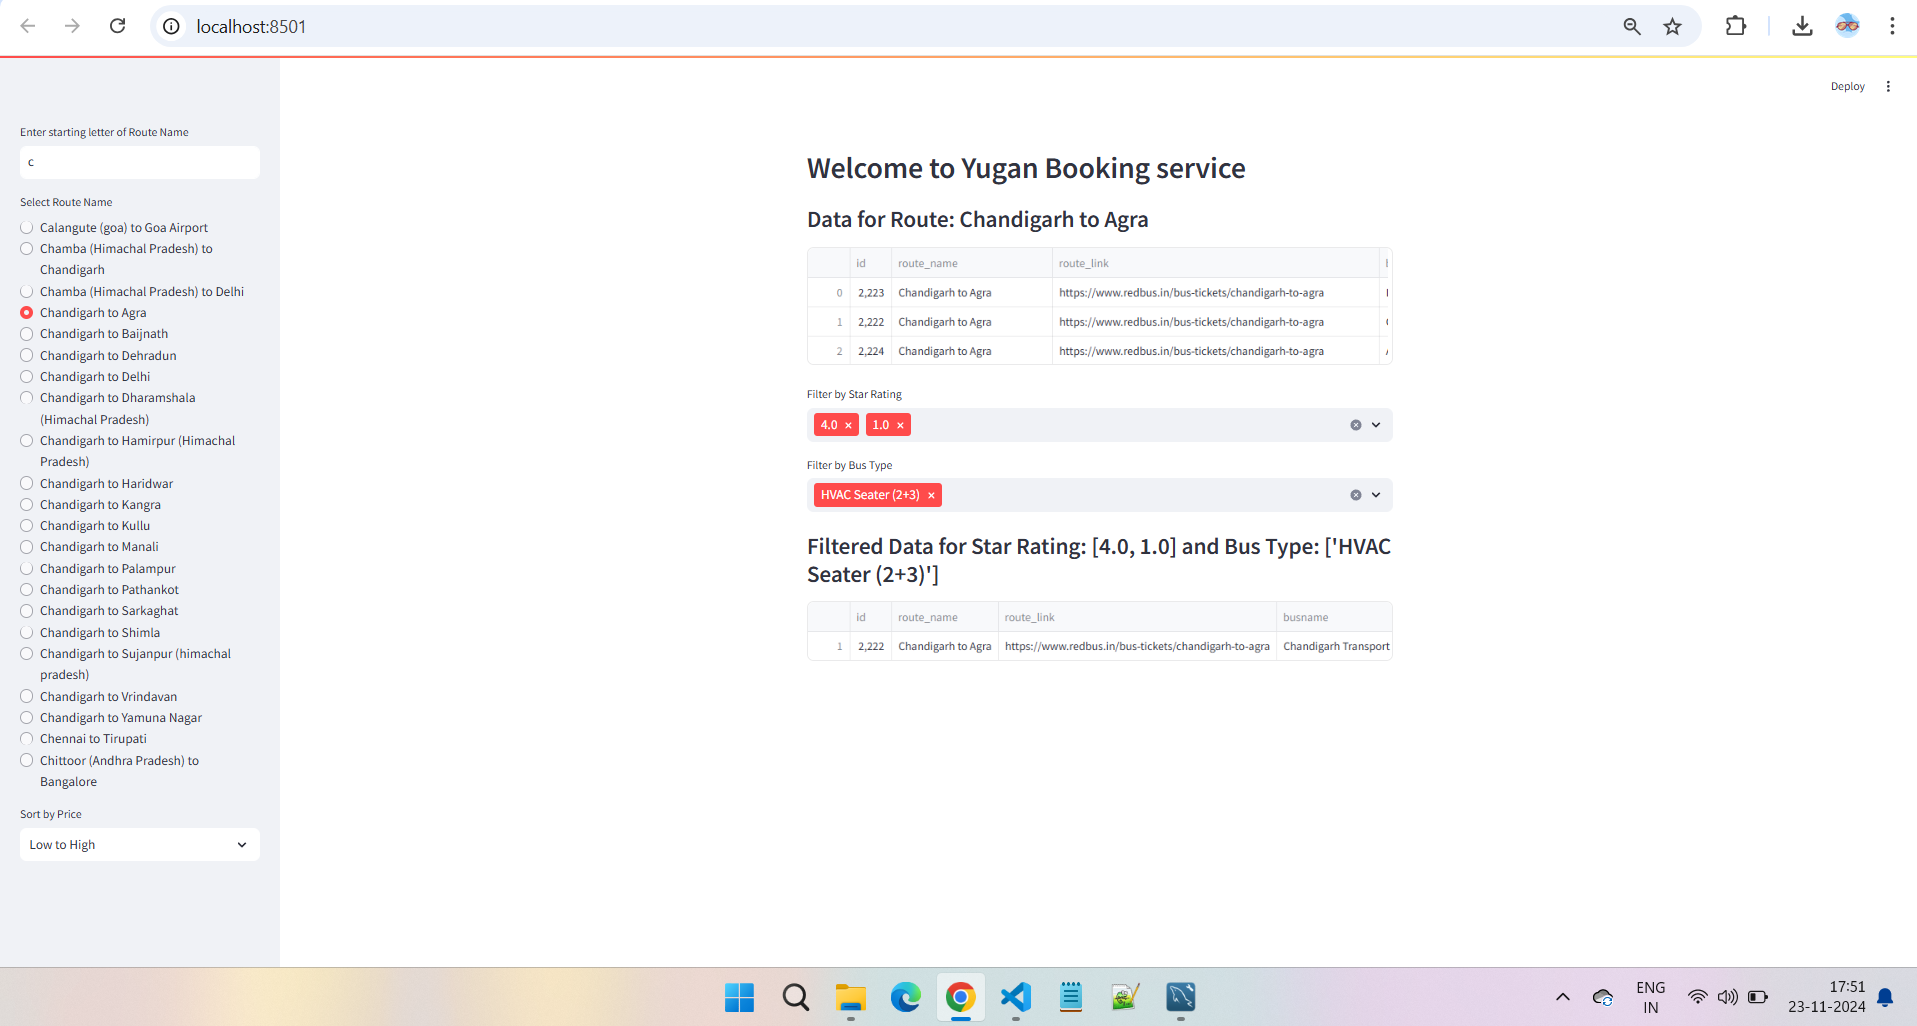 localhost:8501
Deploy
Enter starting letter of Route Name
c
Select Route Name
Calangute (goa) to Goa Airport
Chamba (Himachal Pradesh) to
Chandigarh
Chamba (Himachal Pradesh) to Delhi
Chandigarh to Agra
Chandigarh to Baijnath
Chandigarh to Dehradun
Chandigarh to Delhi
Chandigarh to Dharamshala
(Himachal Pradesh)
Chandigarh to Hamirpur (Himachal
Pradesh)
Chandigarh to Haridwar
Chandigarh to Kangra
Chandigarh to Kullu
Chandigarh to Manali
Chandigarh to Palampur
Chandigarh to Pathankot
Chandigarh to Sarkaghat
Chandigarh to Shimla
Chandigarh to Sujanpur (himachal
pradesh)
Chandigarh to Vrindavan
Chandigarh to Yamuna Nagar
Chennai to Tirupati
Chittoor (Andhra Pradesh) to
Bangalore
Sort by Price
Low to High
Welcome to Yugan Booking service
Data for Route: Chandigarh to Agra
id route_name route_link
0 2,223 Chandigarh to Agra https://www.redbus.in/bus-tickets/chandigarh-to-agra
1 2,222 Chandigarh to Agra https://www.redbus.in/bus-tickets/chandigarh-to-agra
2 2,224 Chandigarh to Agra https://www.redbus.in/bus-tickets/chandigarh-to-agra
Filter by Star Rating
4.0 × 1.0 ×
Filter by Bus Type
HVAC Seater (2+3) ×
Filtered Data for Star Rating: [4.0, 1.0] and Bus Type: ['HVAC
Seater (2+3)']
id route_name route_link busname
1 2,222 Chandigarh to Agra https://www.redbus.in/bus-tickets/chandigarh-to-agra Chandigarh Transport
ENG
IN
17:51
23-11-2024